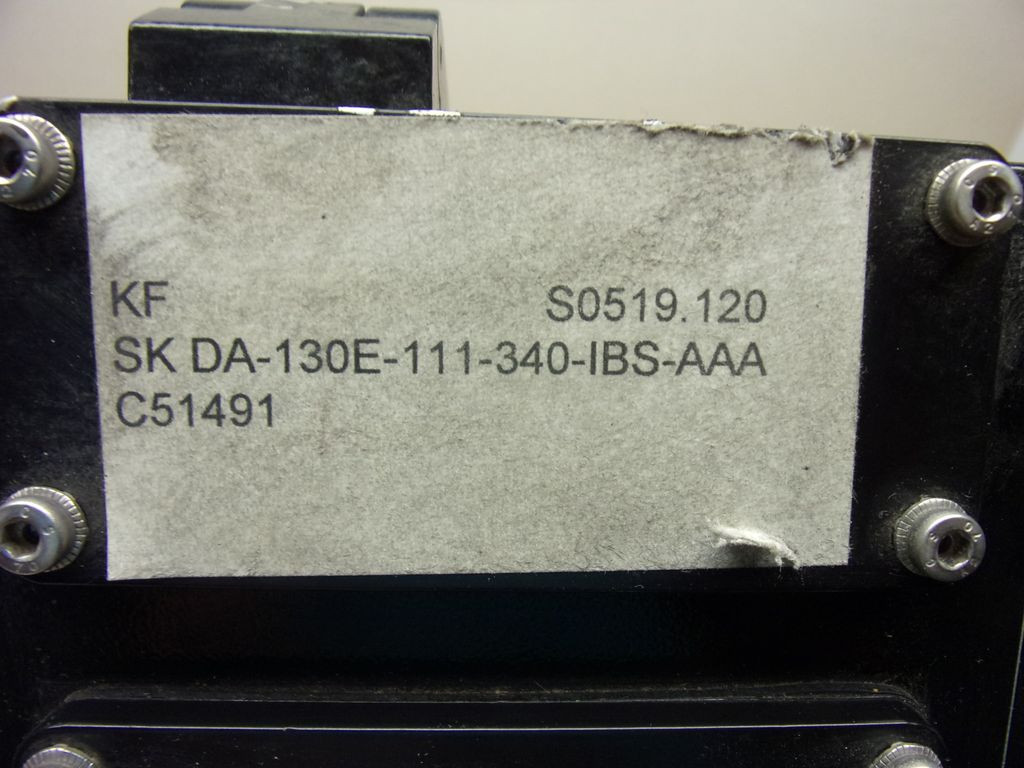 KF S0519.120
SK DA-130E-111-340-IBS-AAA
C51491